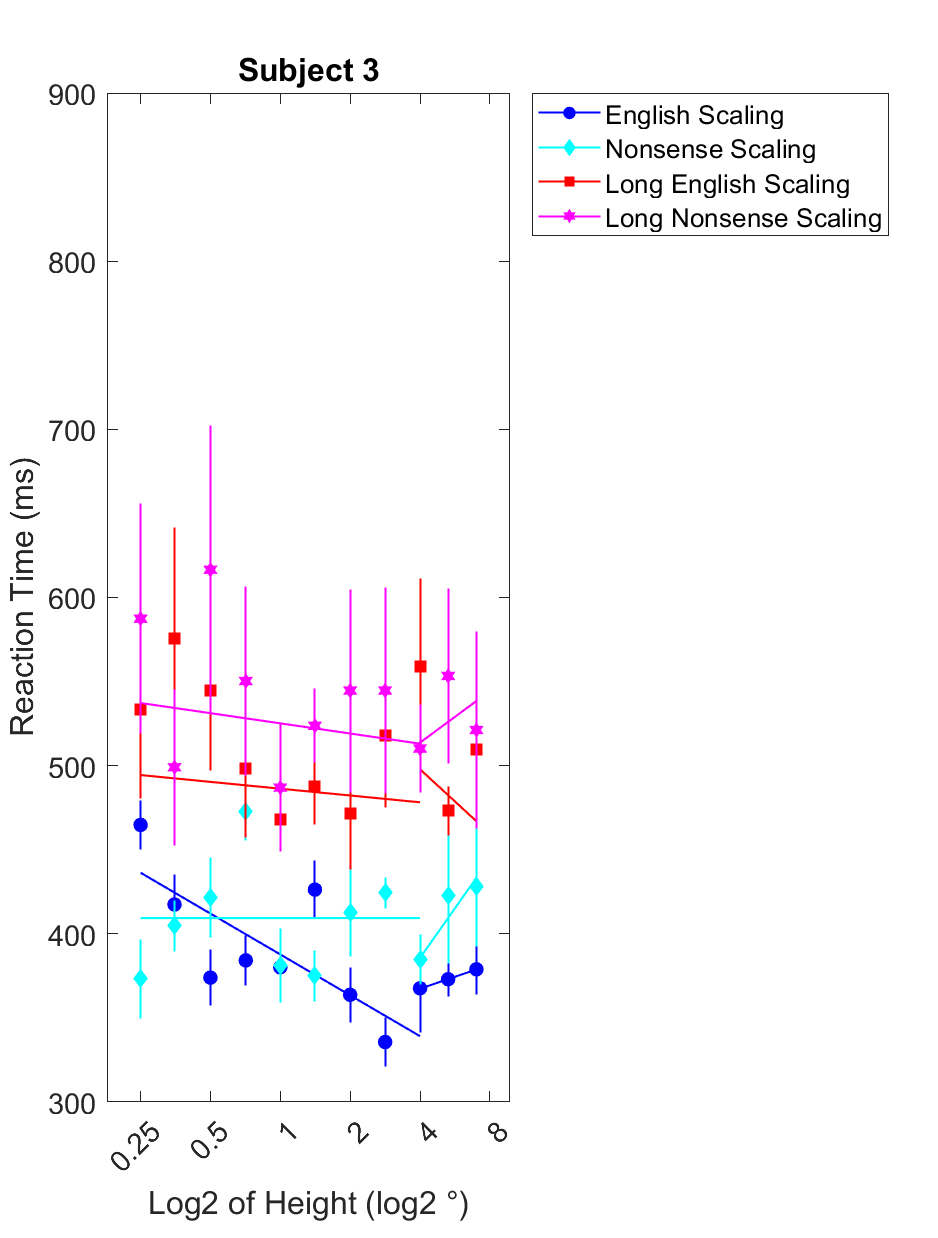 Subject 3
900
800
700
600
500
400
300
Reaction Time (ms)
0.25
0.5
1
2
4
8
Log2 of Height (log2 °)
English Scaling
Nonsense Scaling
Long English Scaling
Long Nonsense Scaling